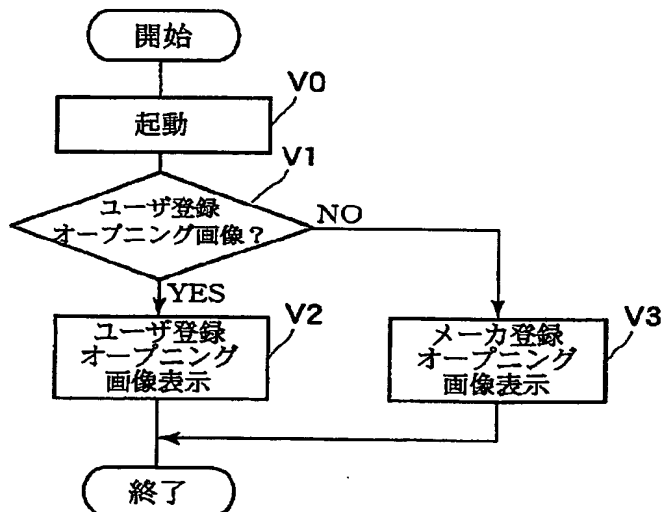 開始
V0
起動
V1
ユーザ登録
オープニング画像？
NO
YES
V2
ユーザ登録
オープニング
画像表示
V3
メーカ登録
オープニング
画像表示
終了